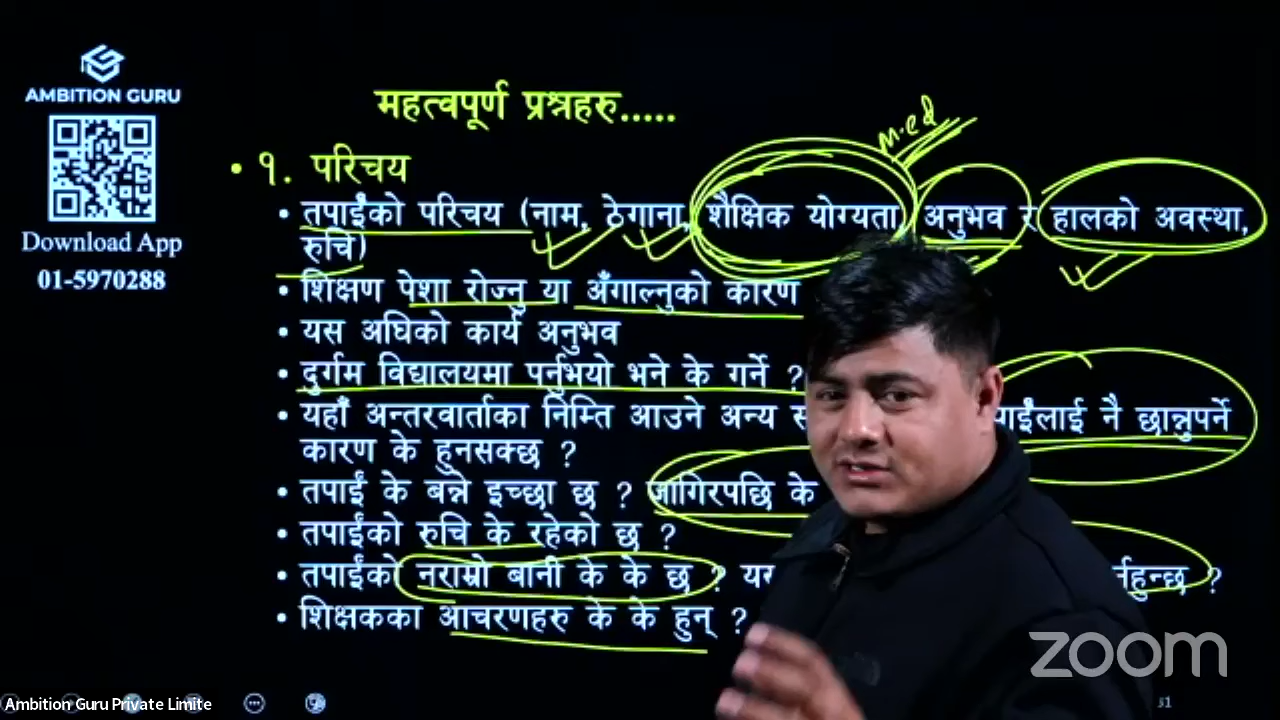 AMBITION GURU
Download App
01-5970288
महत्वपूर्ण प्रश्नहरु.....
m.ed
• १. परिचय
• तपाईंको परिचय (नाम, ठेगाना, शैक्षिक योग्यता, अनुभव र हालको अवस्था,
रुचि)
• शिक्षण पेशा रोज्नु या अँगाल्नुको कारण
• यस अघिको कार्य अनुभव
• दुर्गम विद्यालयमा पर्नुभयो भने के गर्ने ?
• यहाँ अन्तरवार्ताका निम्ति आउने अन्य नै छान्नुपर्ने
कारण के हुनसक्छ ?
• तपाईं के बन्ने इच्छा छ ? जागिरपछि के
• तपाईंको रुचि के रहेको छ ?
• तपाईंको नराम्रो बानी के के छ ? ?
• शिक्षकका आचरणहरु के के हुन् ?
zoom
Ambition Guru Private Limite
31